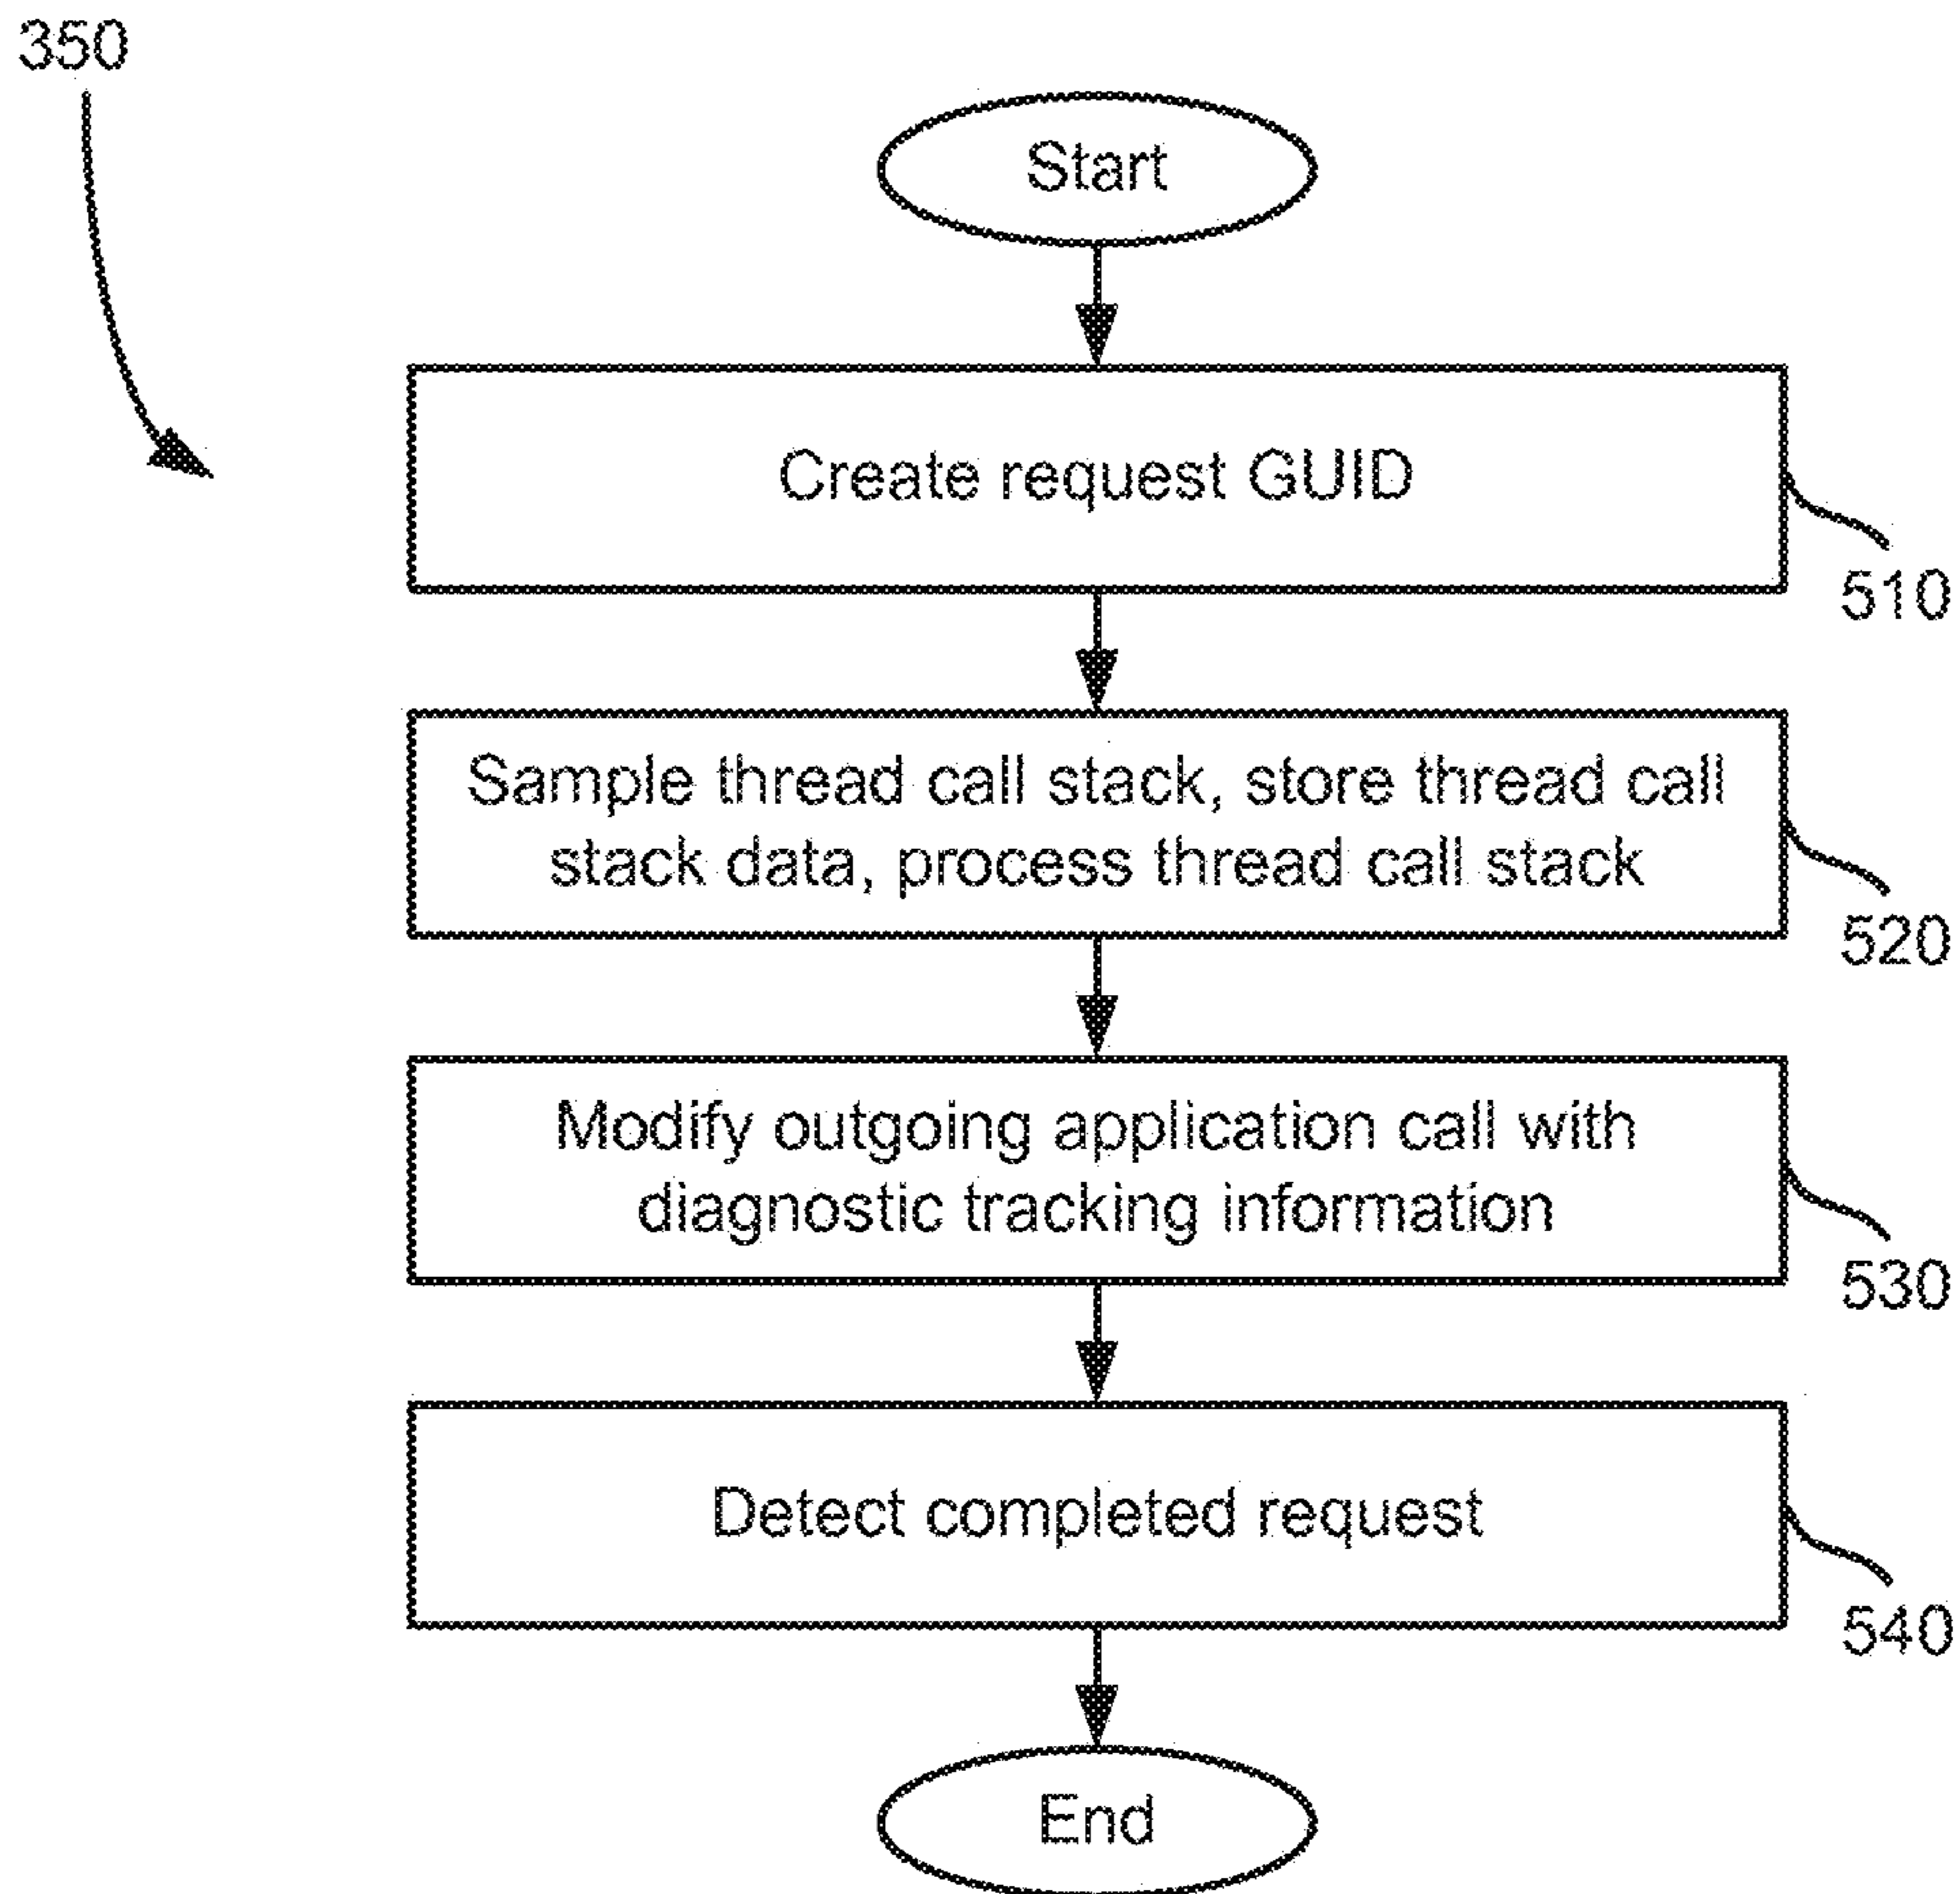 350
Start
Create request GUID
510
Sample thread call stack, store thread call
stack data, process thread call stack
520
Modify outgoing application call with
diagnostic tracking information
530
Detect completed request
540
End